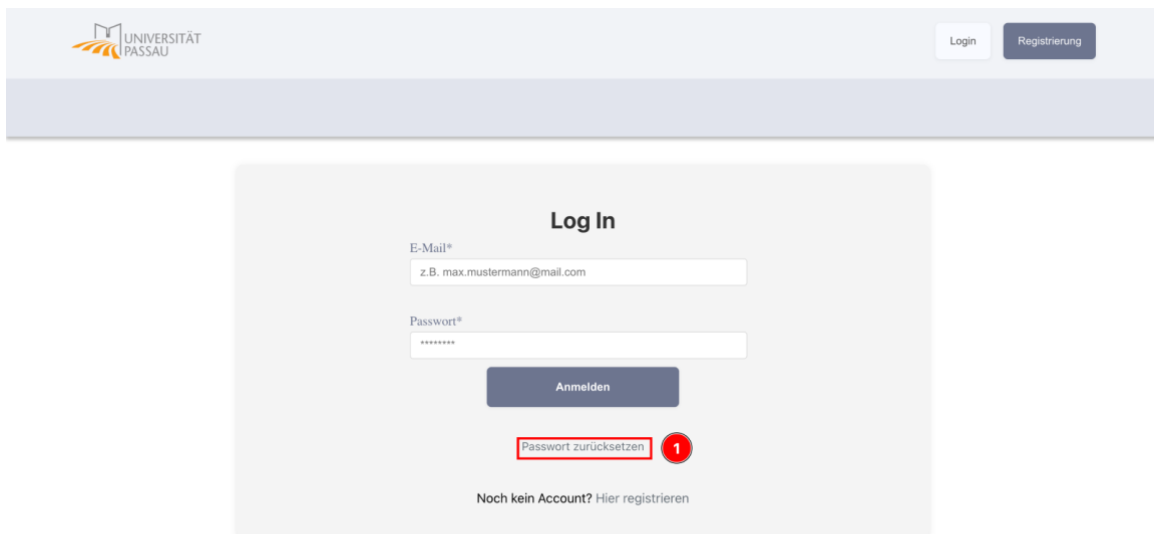 UNIVERSITÄT
PASSAU
Login
Registrierung
Log In
E-Mail*
z.B. max.mustermann@mail.com
Passwort*
********
Anmelden
Passwort zurücksetzen 1
Noch kein Account? Hier registrieren